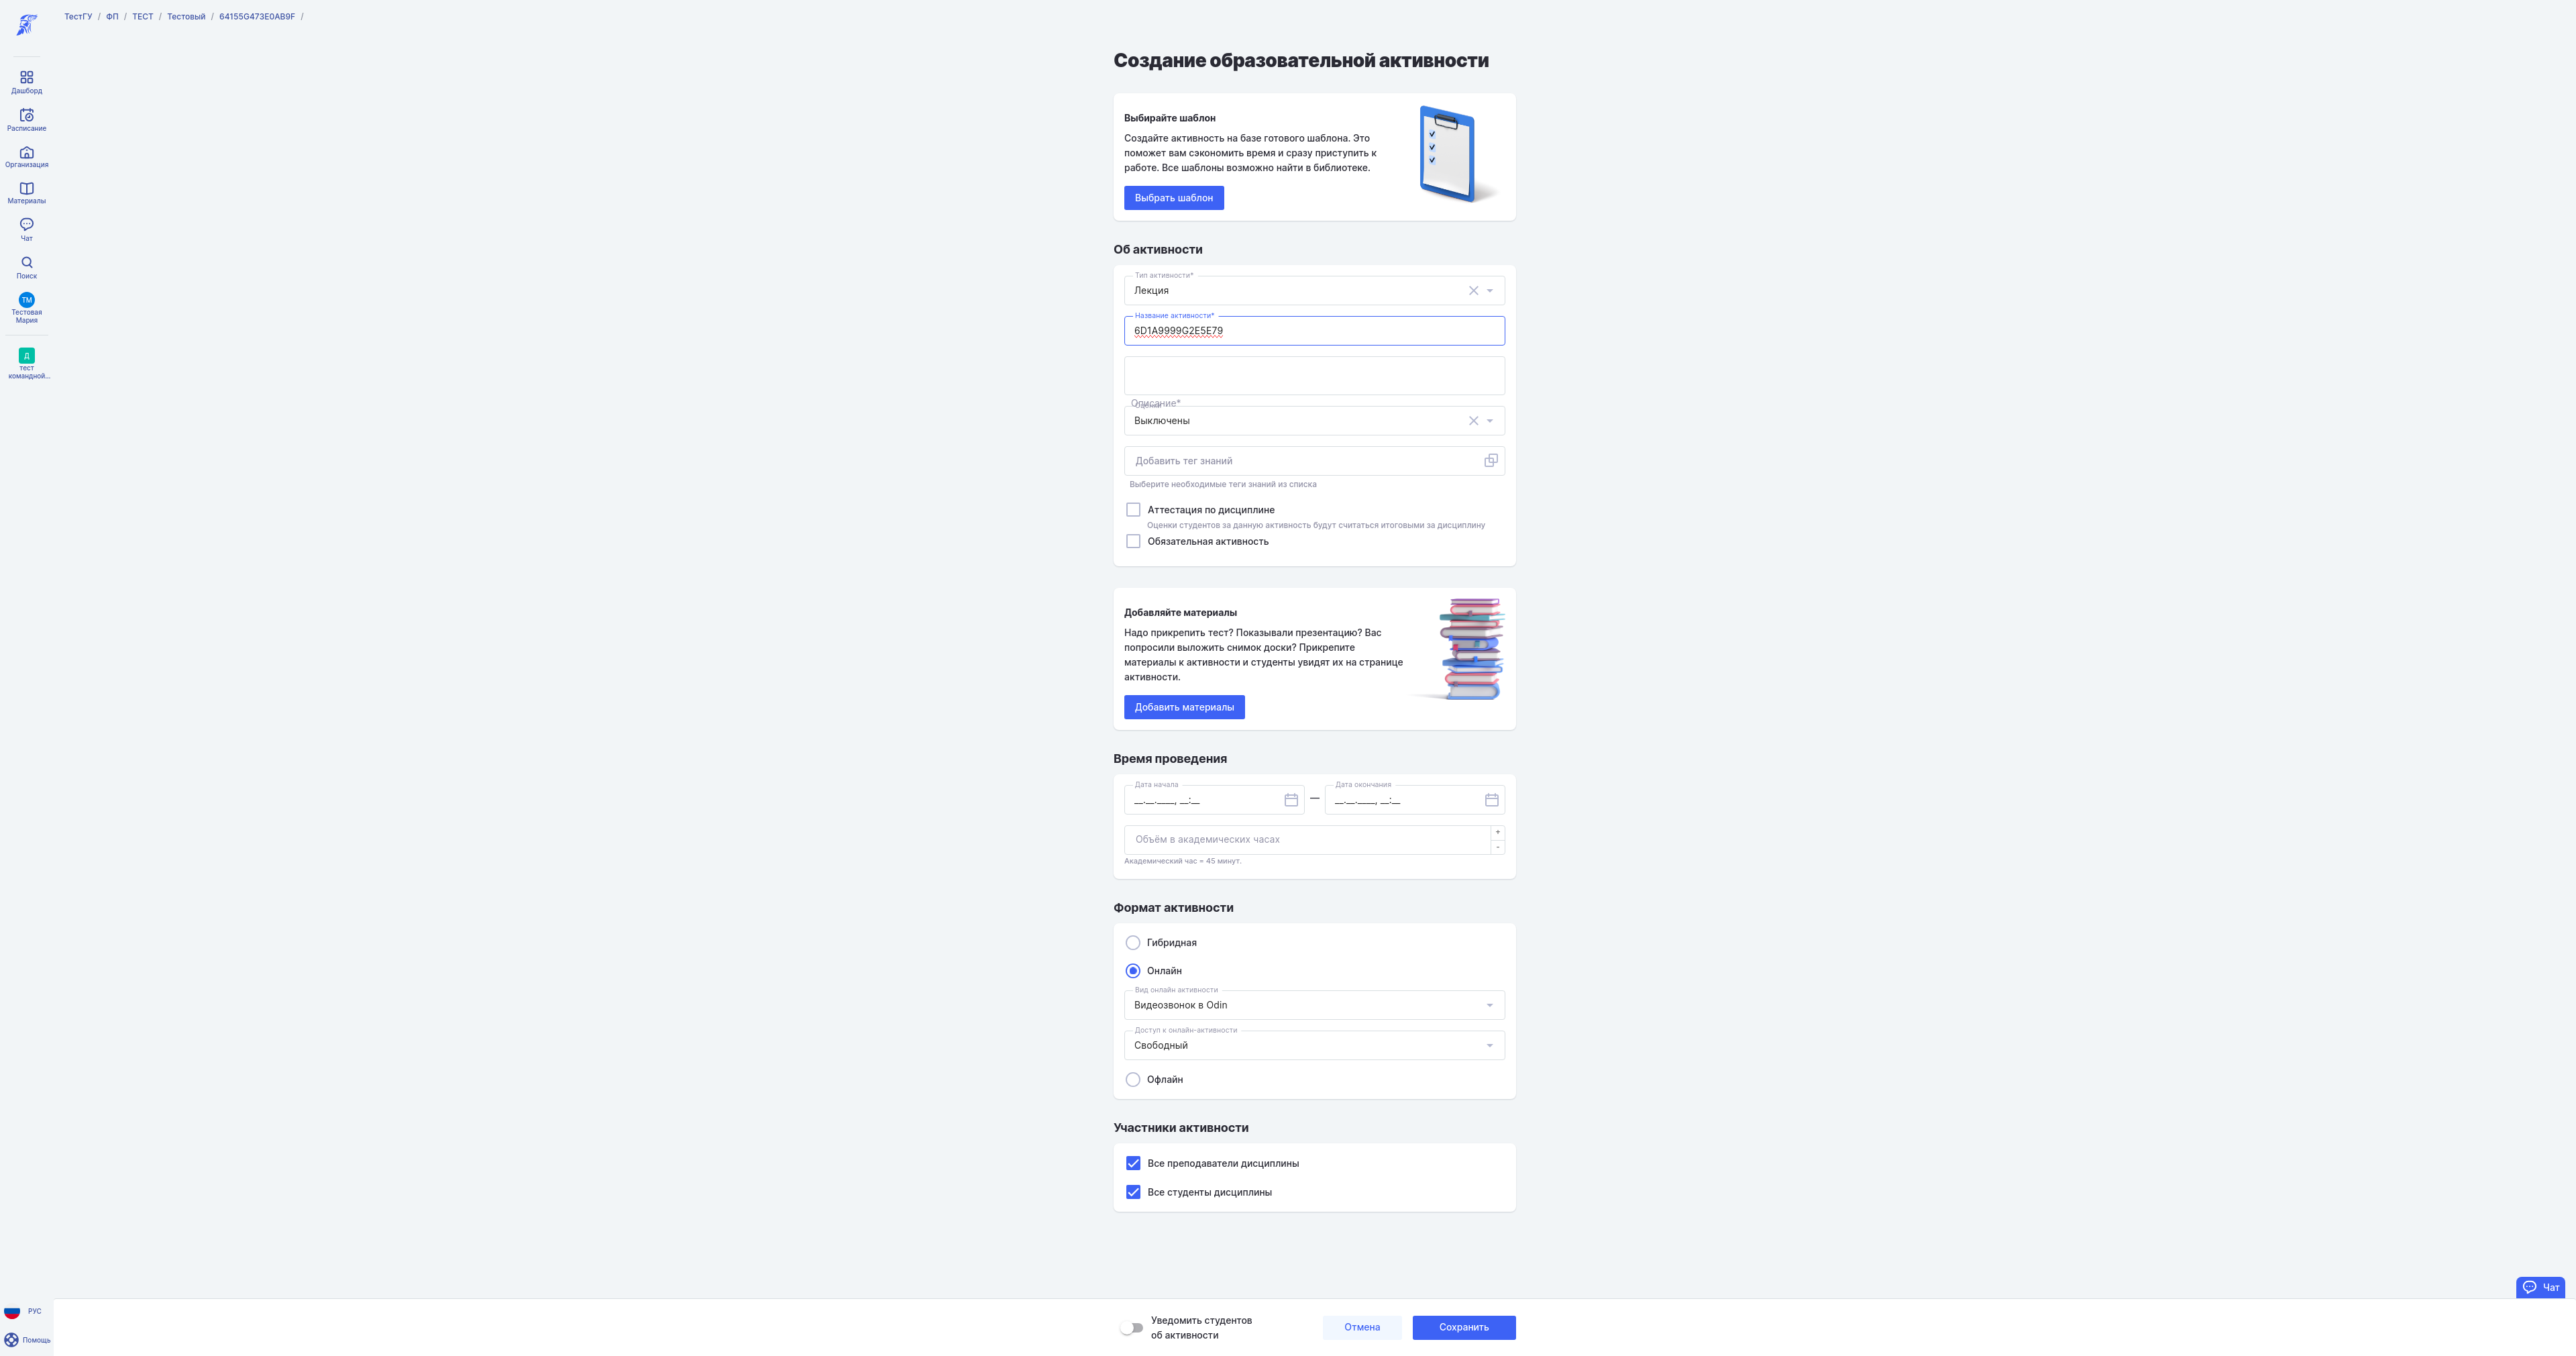 ТестГУ / ФП / ТЕСТ / Тестовый / 64155G473E0AB9F /
Дашборд
Расписание
Организация
Материалы
Чат
Поиск
ТМ
Тестовая
Мария
Д
тест
командной...
Создание образовательной активности
Выбирайте шаблон
Создайте активность на базе готового шаблона. Это
поможет вам сэкономить время и сразу приступить к
работе. Все шаблоны возможно найти в библиотеке.
Выбрать шаблон
Об активности
Тип активности*
Лекция
Название активности*
6D1A9999G2E5E79
Описание*
Выключены
Добавить тег знаний
Выберите необходимые теги знаний из списка
Аттестация по дисциплине
Оценки студентов за данную активность будут считаться итоговыми за дисциплину
Обязательная активность
Добавляйте материалы
Надо прикрепить тест? Показывали презентацию? Вас
попросили выложить снимок доски? Прикрепите
материалы к активности и студенты увидят их на странице
активности.
Добавить материалы
Время проведения
Дата начала
__.__.____, __:__
—
Дата окончания
__.__.____, __:__
Объём в академических часах
+
-
Академический час = 45 минут.
Формат активности
Гибридная
Онлайн
Вид онлайн активности
Видеозвонок в Odin
Доступ к онлайн-активности
Свободный
Офлайн
Участники активности
Все преподаватели дисциплины
Все студенты дисциплины
Чат
РУС
Помощь
Уведомить студентов
об активности
Отмена
Сохранить